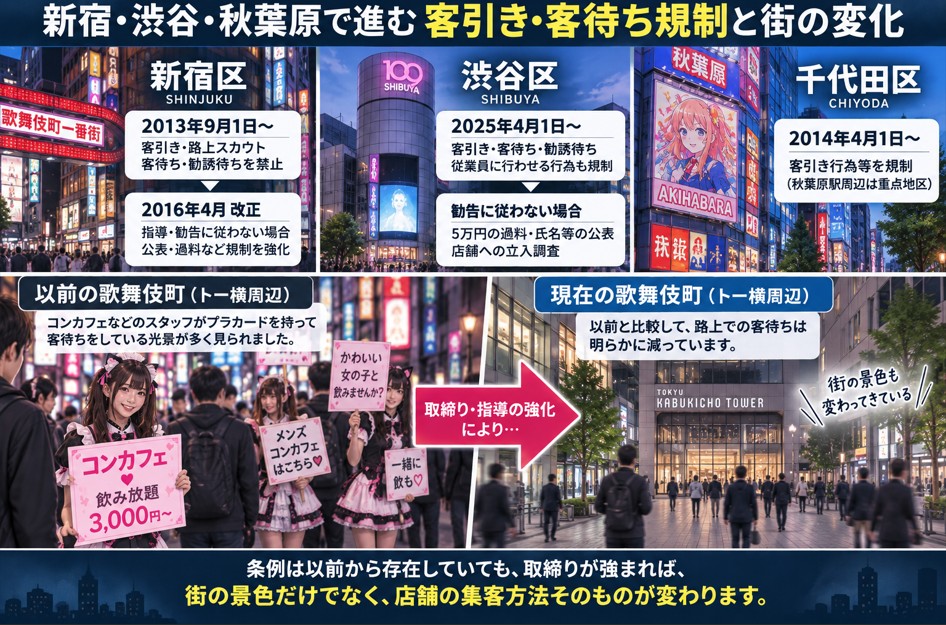 新宿・渋谷・秋葉原で進む 客引き・客待ち規制と街の変化
歌舞伎町一番街
新宿区
SHINJUKU
2013年9月1日〜
客引き・路上スカウト
客待ち・勧誘待ちを禁止
2016年4月 改正
指導・勧告に従わない場合
公表・過料など規制を強化
100
SHIBUYA
渋谷区
SHIBUYA
2025年4月1日〜
客引き・客待ち・勧誘待ち
従業員に行わせる行為も規制
勧告に従わない場合
5万円の過料・氏名等の公表
店舗への立入調査
秋葉原
AKIHABARA
千代田区
CHIYODA
2014年4月1日〜
客引き行為等を規制
(秋葉原駅周辺は重点地区)
以前の歌舞伎町(トー横周辺)
コンカフェなどのスタッフがプラカードを持って
客待ちをしている光景が多く見られました。
コンカフェ
♥
飲み放題
3,000円〜
メンズ
コンカフェ
はこちら♡
かわいい
女の子と
飲みませんか?
一緒に
飲も♡
取締り・指導の強化
により…
現在の歌舞伎町(トー横周辺)
以前と比較して、路上での客待ちは
明らかに減っています。
TOKYU
KABUKICHO TOWER
街の景色も
変わってきている
条例は以前から存在していても、取締りが強まれば、
街の景色だけでなく、店舗の集客方法そのものが変わります。